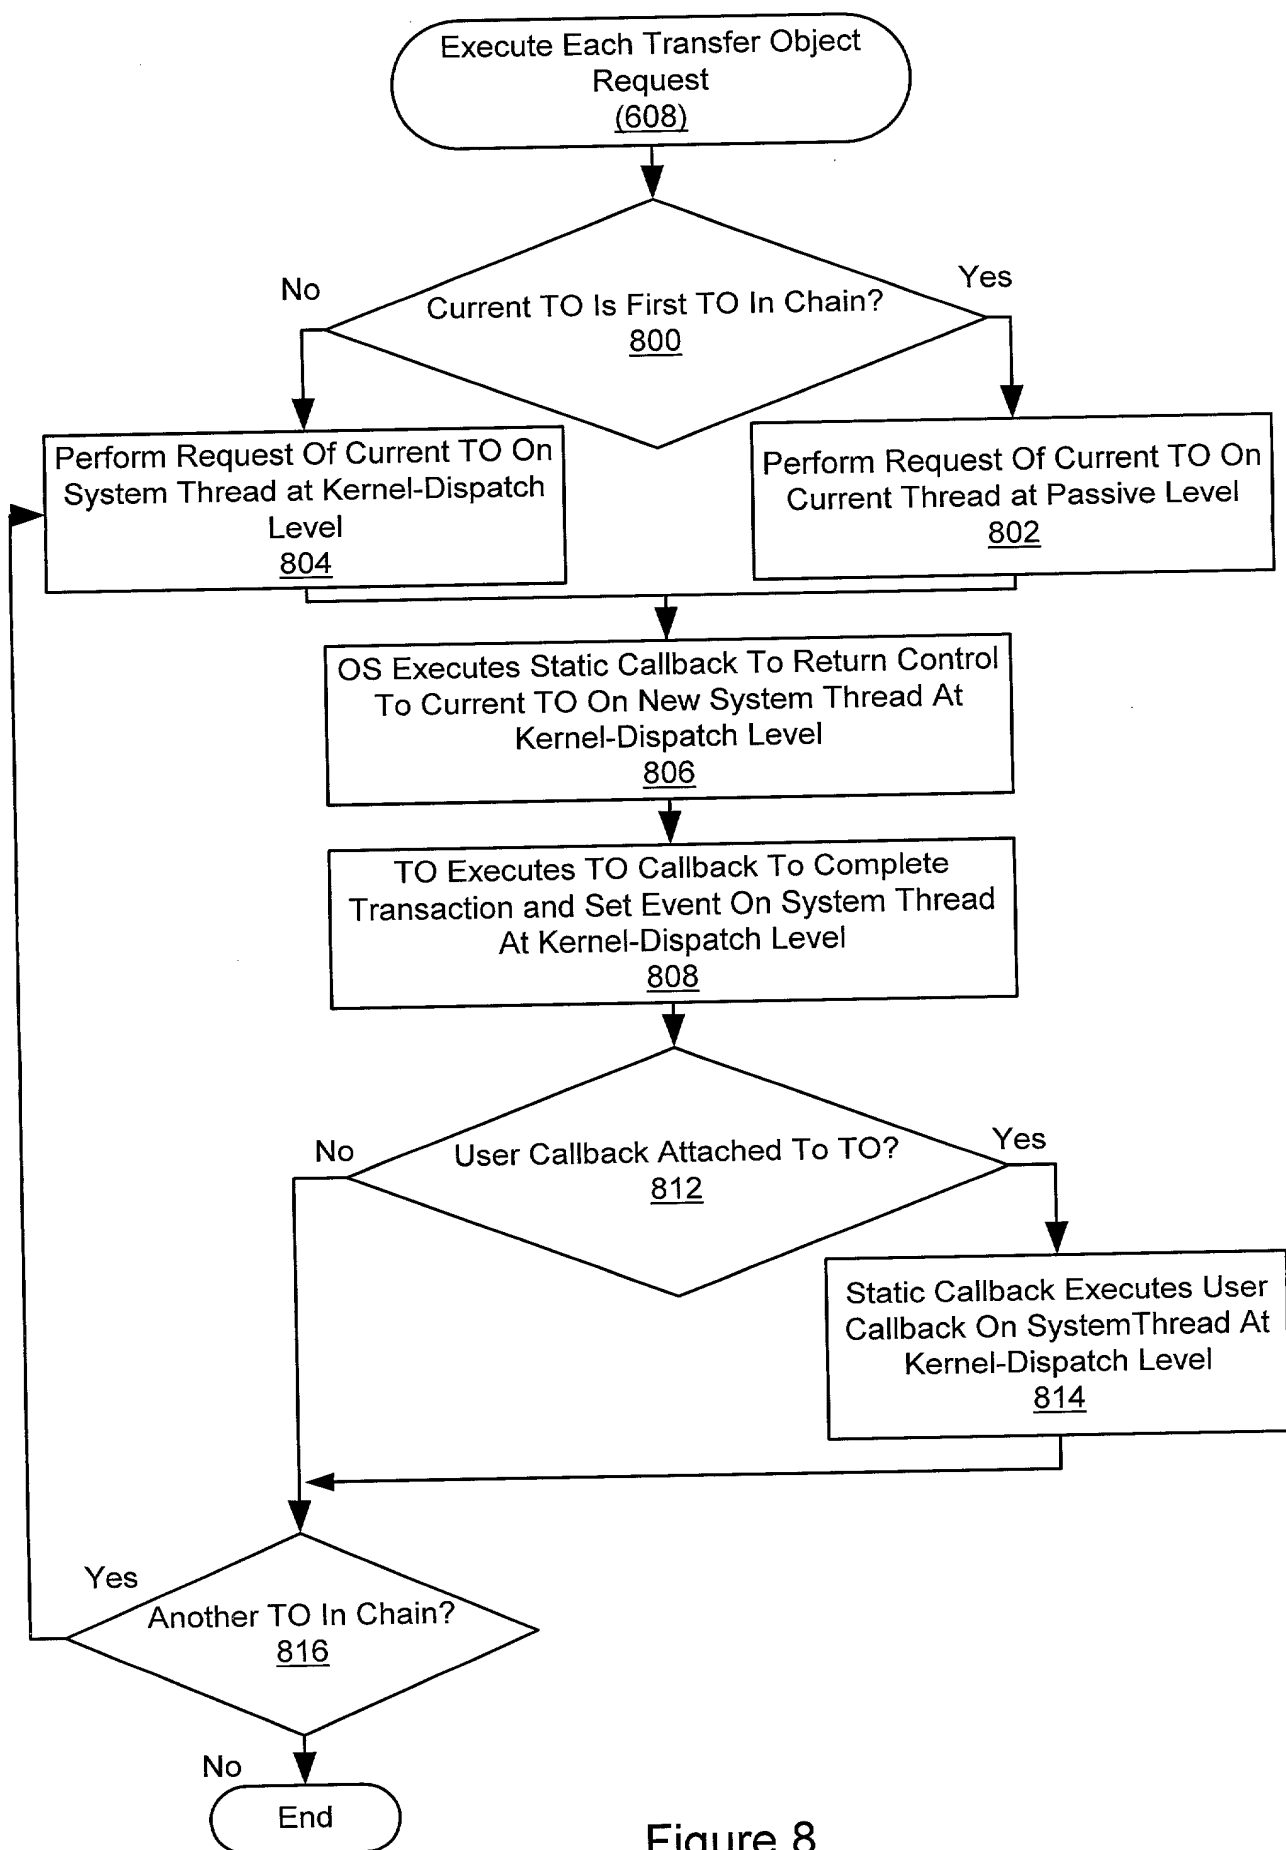 Execute Each Transfer Object
Request
(608)
No
Yes
Current TO Is First TO In Chain?
800
Perform Request Of Current TO On
System Thread at Kernel-Dispatch
Level
804
Perform Request Of Current TO On
Current Thread at Passive Level
802
OS Executes Static Callback To Return Control
To Current TO On New System Thread At
Kernel-Dispatch Level
806
TO Executes TO Callback To Complete
Transaction and Set Event On System Thread
At Kernel-Dispatch Level
808
No
Yes
User Callback Attached To TO?
812
Static Callback Executes User
Callback On SystemThread At
Kernel-Dispatch Level
814
Yes
Another TO In Chain?
816
No
End
Figure 8